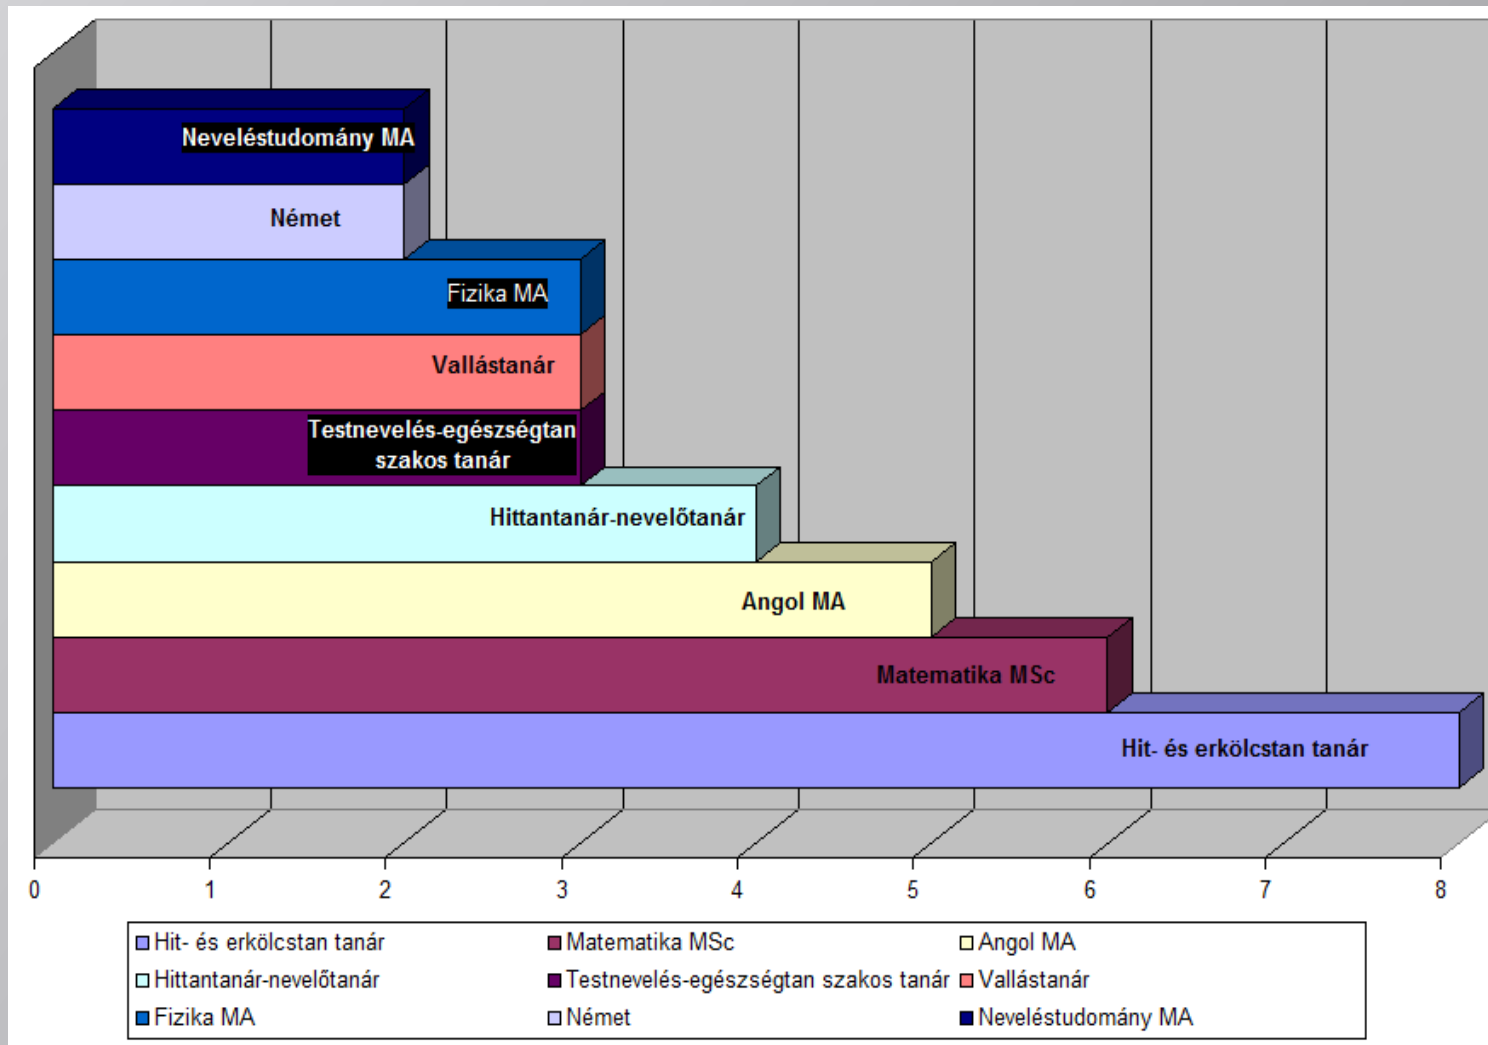 Neveléstudomány MA
Német
Fizika MA
Vallástanár
Testnevelés-egészségtan
szakos tanár
Hittantanár-nevelőtanár
Angol MA
Matematika MSc
Hit- és erkölcstan tanár
0 1 2 3 4 5 6 7 8
Hit- és erkölcstan tanár Matematika MSc Angol MA
Hittantanár-nevelőtanár Testnevelés-egészségtan szakos tanár Vallástanár
Fizika MA Német Neveléstudomány MA